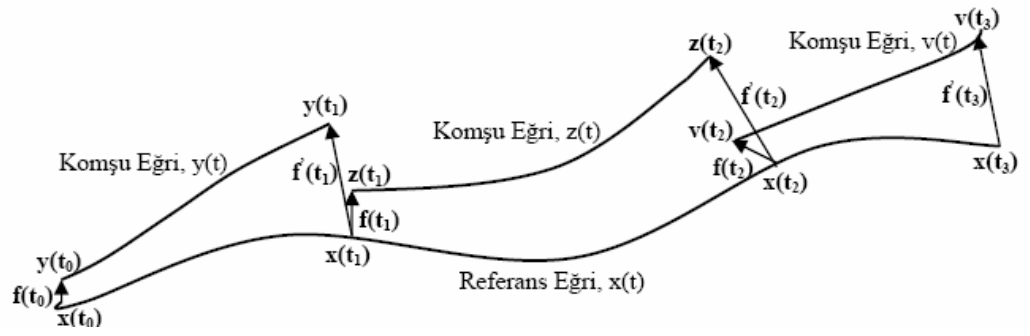 v(t₃)
z(t₂)
Komşu Eğri, v(t)
y(t₁)
f'(t₂)
f'(t₃)
Komşu Eğri, z(t)
v(t₂)
Komşu Eğri, y(t)
f'(t₁)
z(t₁)
f(t₂)
x(t₃)
x(t₂)
f(t₁)
x(t₁)
y(t₀)
Referans Eğri, x(t)
f(t₀)
x(t₀)